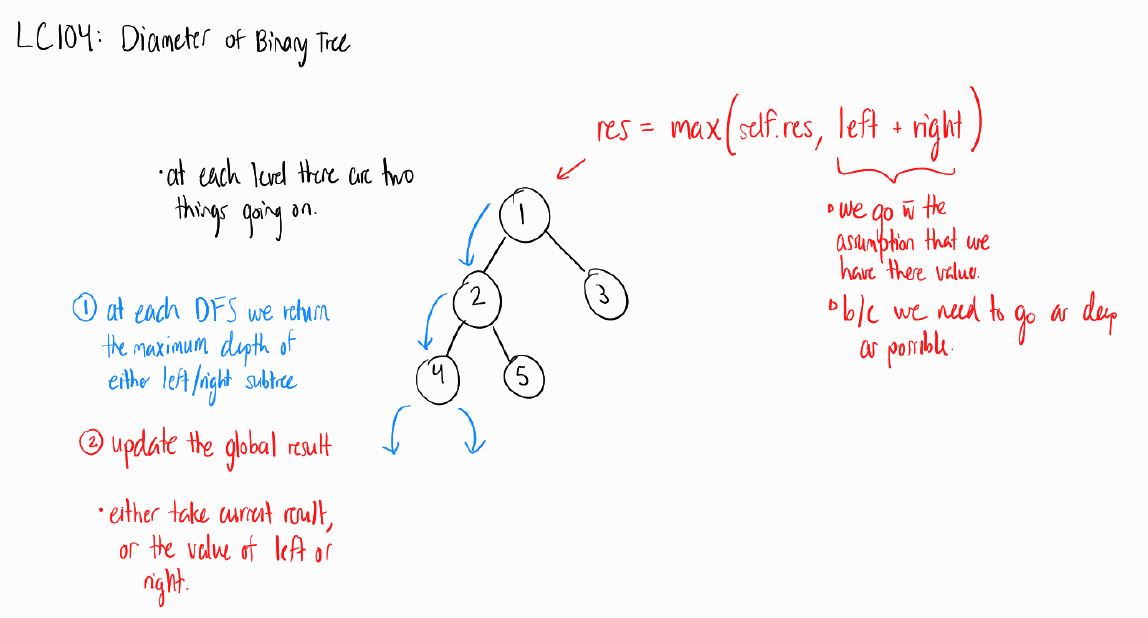 LC104: Diameter of Binary Tree
res = max(self.res, left + right)
• at each level there are two
things going on.
• we go w̄ the
assumption that we
have there value.
• b/c we need to go as deep
as possible.
1
2
3
4
5
① at each DFS we return
the maximum depth of
either left/right subtree
② update the global result
• either take current result,
or the value of left or
right.